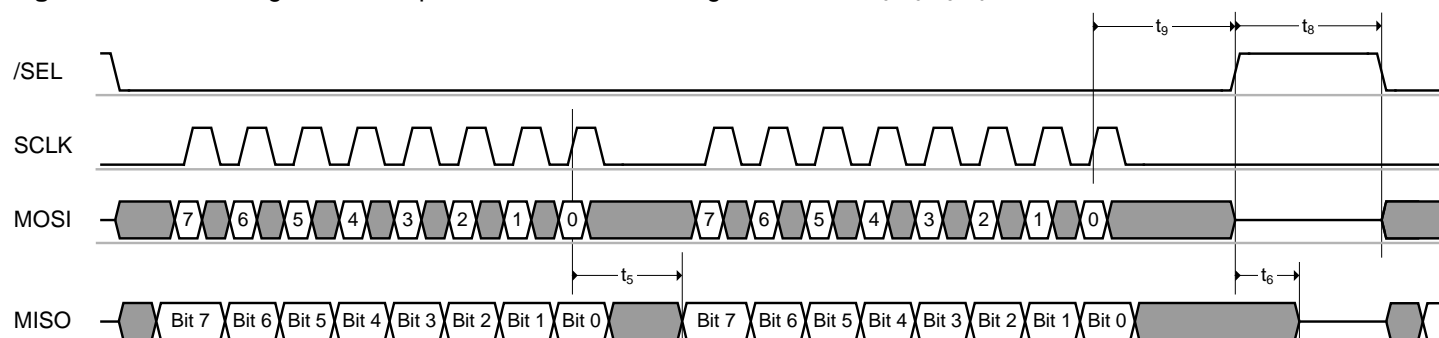 t9 t8
/SEL
SCLK
MOSI 7 6 5 4 3 2 1 0 7 6 5 4 3 2 1 0
t5 t6
MISO Bit 7 Bit 6 Bit 5 Bit 4 Bit 3 Bit 2 Bit 1 Bit 0 Bit 7 Bit 6 Bit 5 Bit 4 Bit 3 Bit 2 Bit 1 Bit 0